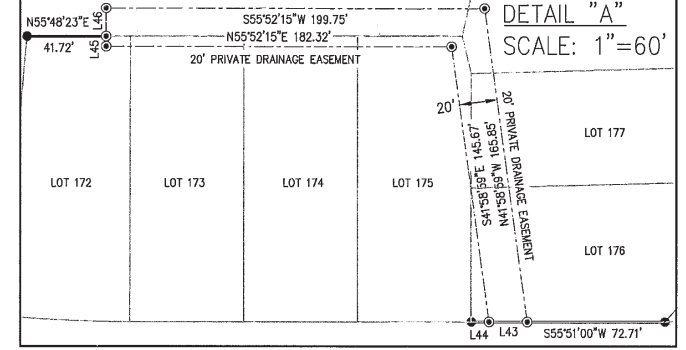 N55°48'23"E
41.72'
L46
L45
S55°52'15"W 199.75'
N55°52'15"E 182.32'
20' PRIVATE DRAINAGE EASEMENT
DETAIL "A"
SCALE: 1"=60'
20'
S41°58'59"E 145.67'
N41°58'59"W 165.85'
20' PRIVATE DRAINAGE EASEMENT
LOT 177
LOT 172
LOT 173
LOT 174
LOT 175
LOT 176
L44
L43
S55°51'00"W 72.71'